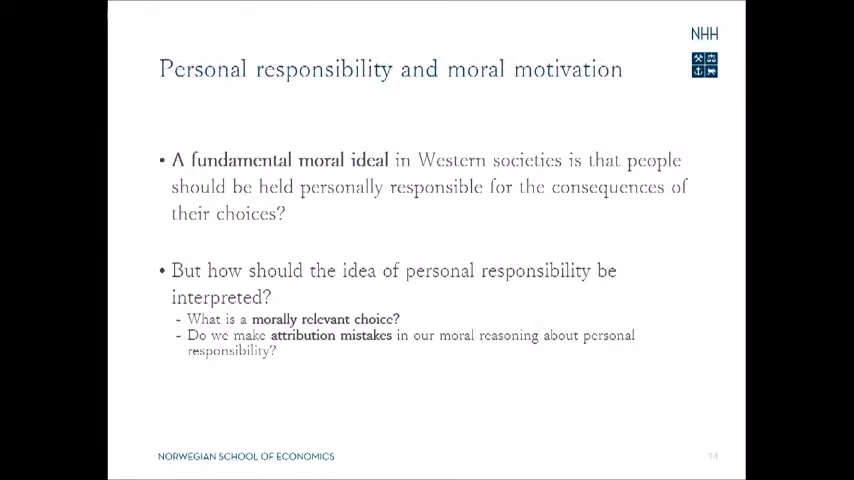 NHH
Personal responsibility and moral motivation
• A fundamental moral ideal in Western societies is that people
should be held personally responsible for the consequences of
their choices?
• But how should the idea of personal responsibility be
interpreted?
- What is a morally relevant choice?
- Do we make attribution mistakes in our moral reasoning about personal
responsibility?
NORWEGIAN SCHOOL OF ECONOMICS
14